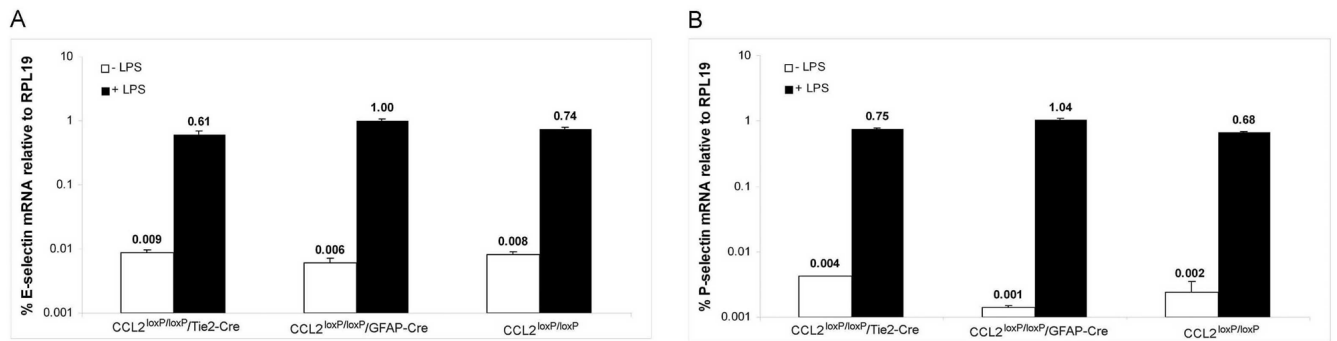 A
% E-selectin mRNA relative to RPL19
10
1
0.1
0.01
0.001
- LPS
+ LPS
0.009
0.61
0.006
1.00
0.008
0.74
CCL2loxP/loxP/Tie2-Cre
CCL2loxP/loxP/GFAP-Cre
CCL2loxP/loxP
B
% P-selectin mRNA relative to RPL19
10
1
0.1
0.01
0.001
- LPS
+ LPS
0.004
0.75
0.001
1.04
0.002
0.68
CCL2loxP/loxP/Tie2-Cre
CCL2loxP/loxP/GFAP-Cre
CCL2loxP/loxP